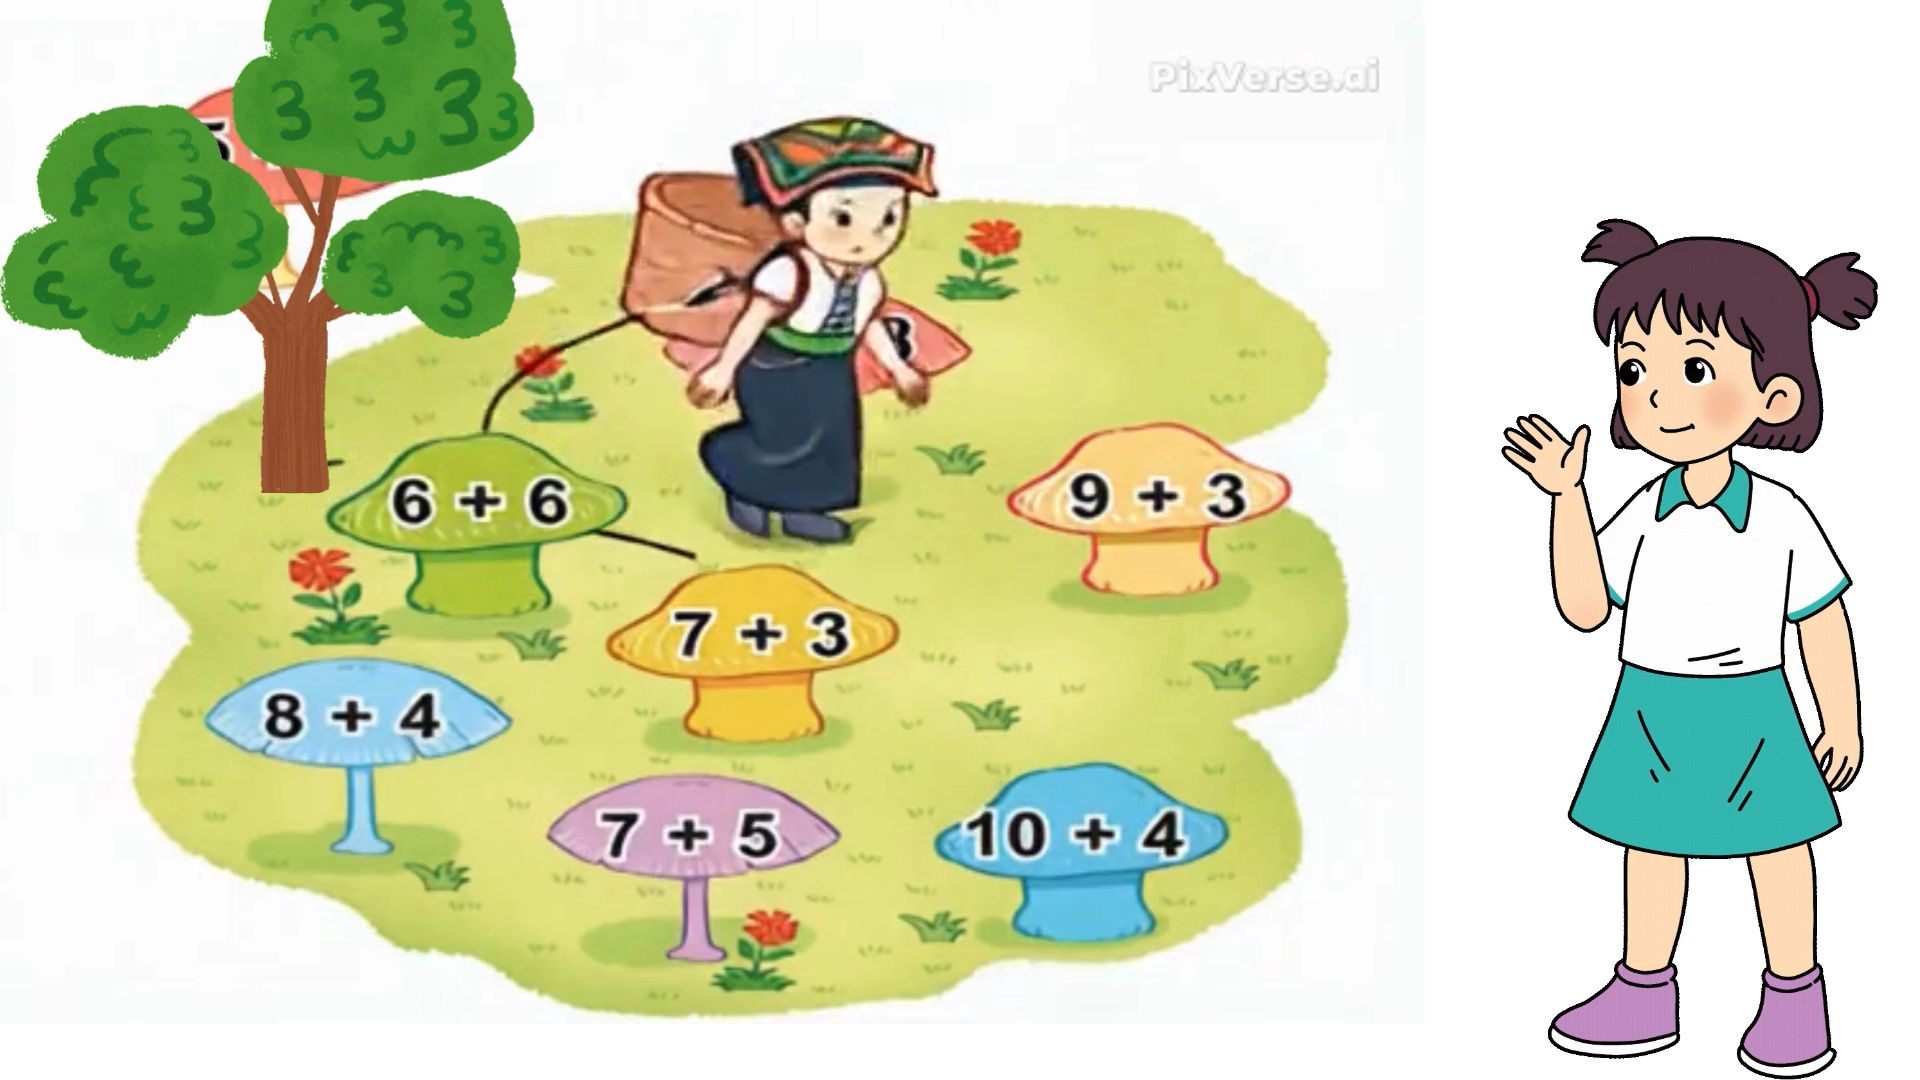 PixVerse.ai
6 + 6
9 + 3
7 + 3
8 + 4
7 + 5
10 + 4